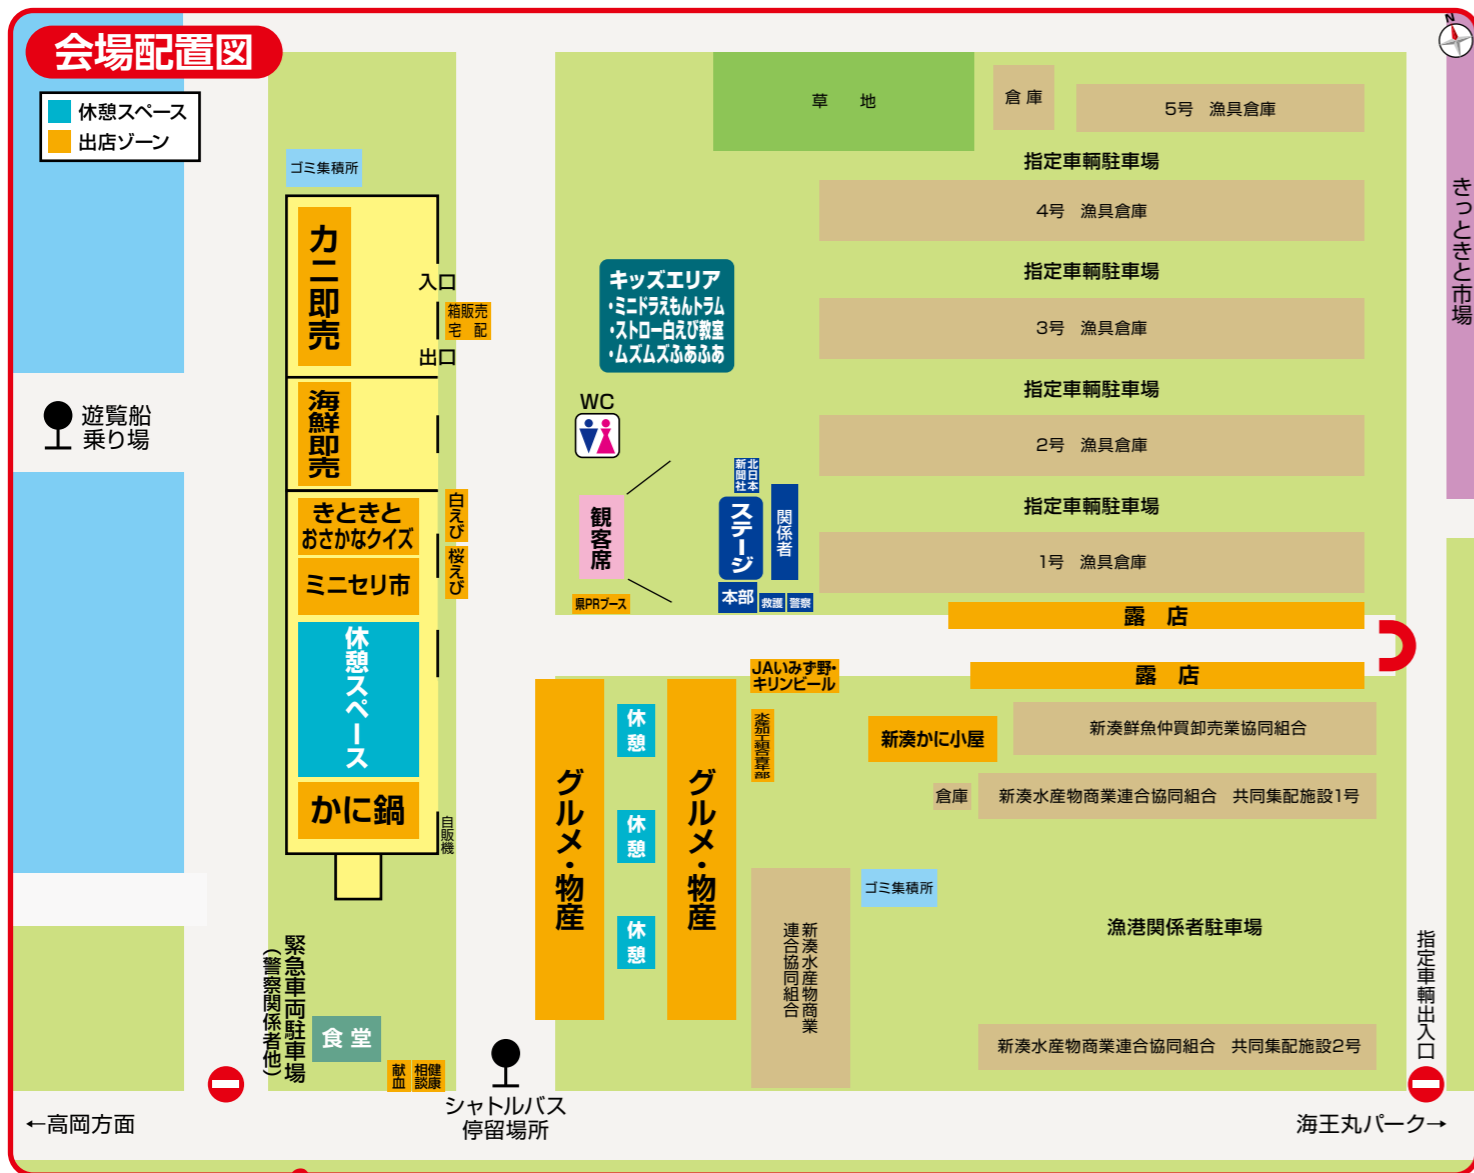 会場配置図
N
休憩スペース
出店ゾーン
ゴミ集積所
カニ即売
入口
箱販売
宅 配
出口
海鮮即売
きときと
おさかなクイズ
白えび
ミニセリ市
桜えび
休憩スペース
かに鍋
自販機
遊覧船
乗り場
緊急車両駐車場
（警察関係者他）
食堂
献血
健康
相談
シャトルバス
停留場所
←高岡方面
草 地
倉庫
5号 漁具倉庫
指定車輌駐車場
4号 漁具倉庫
指定車輌駐車場
3号 漁具倉庫
指定車輌駐車場
2号 漁具倉庫
指定車輌駐車場
1号 漁具倉庫
きっときと市場
キッズエリア
・ミニドラえもんトラム
・ストロー白えび教室
・ムズムズふあふあ
WC
観客席
北日本
新聞社
ステージ
関係者
本部
救護
警察
県PRブース
露 店
露 店
JAいみず野・
キリンビール
水産加工組合青年部
グルメ・物産
休憩
休憩
休憩
グルメ・物産
新湊かに小屋
新湊鮮魚仲買卸売業協同組合
倉庫
新湊水産物商業連合協同組合 共同集配施設1号
ゴミ集積所
新湊水産物商業
連合協同組合
漁港関係者駐車場
新湊水産物商業連合協同組合 共同集配施設2号
指定車輌出入口
海王丸パーク→